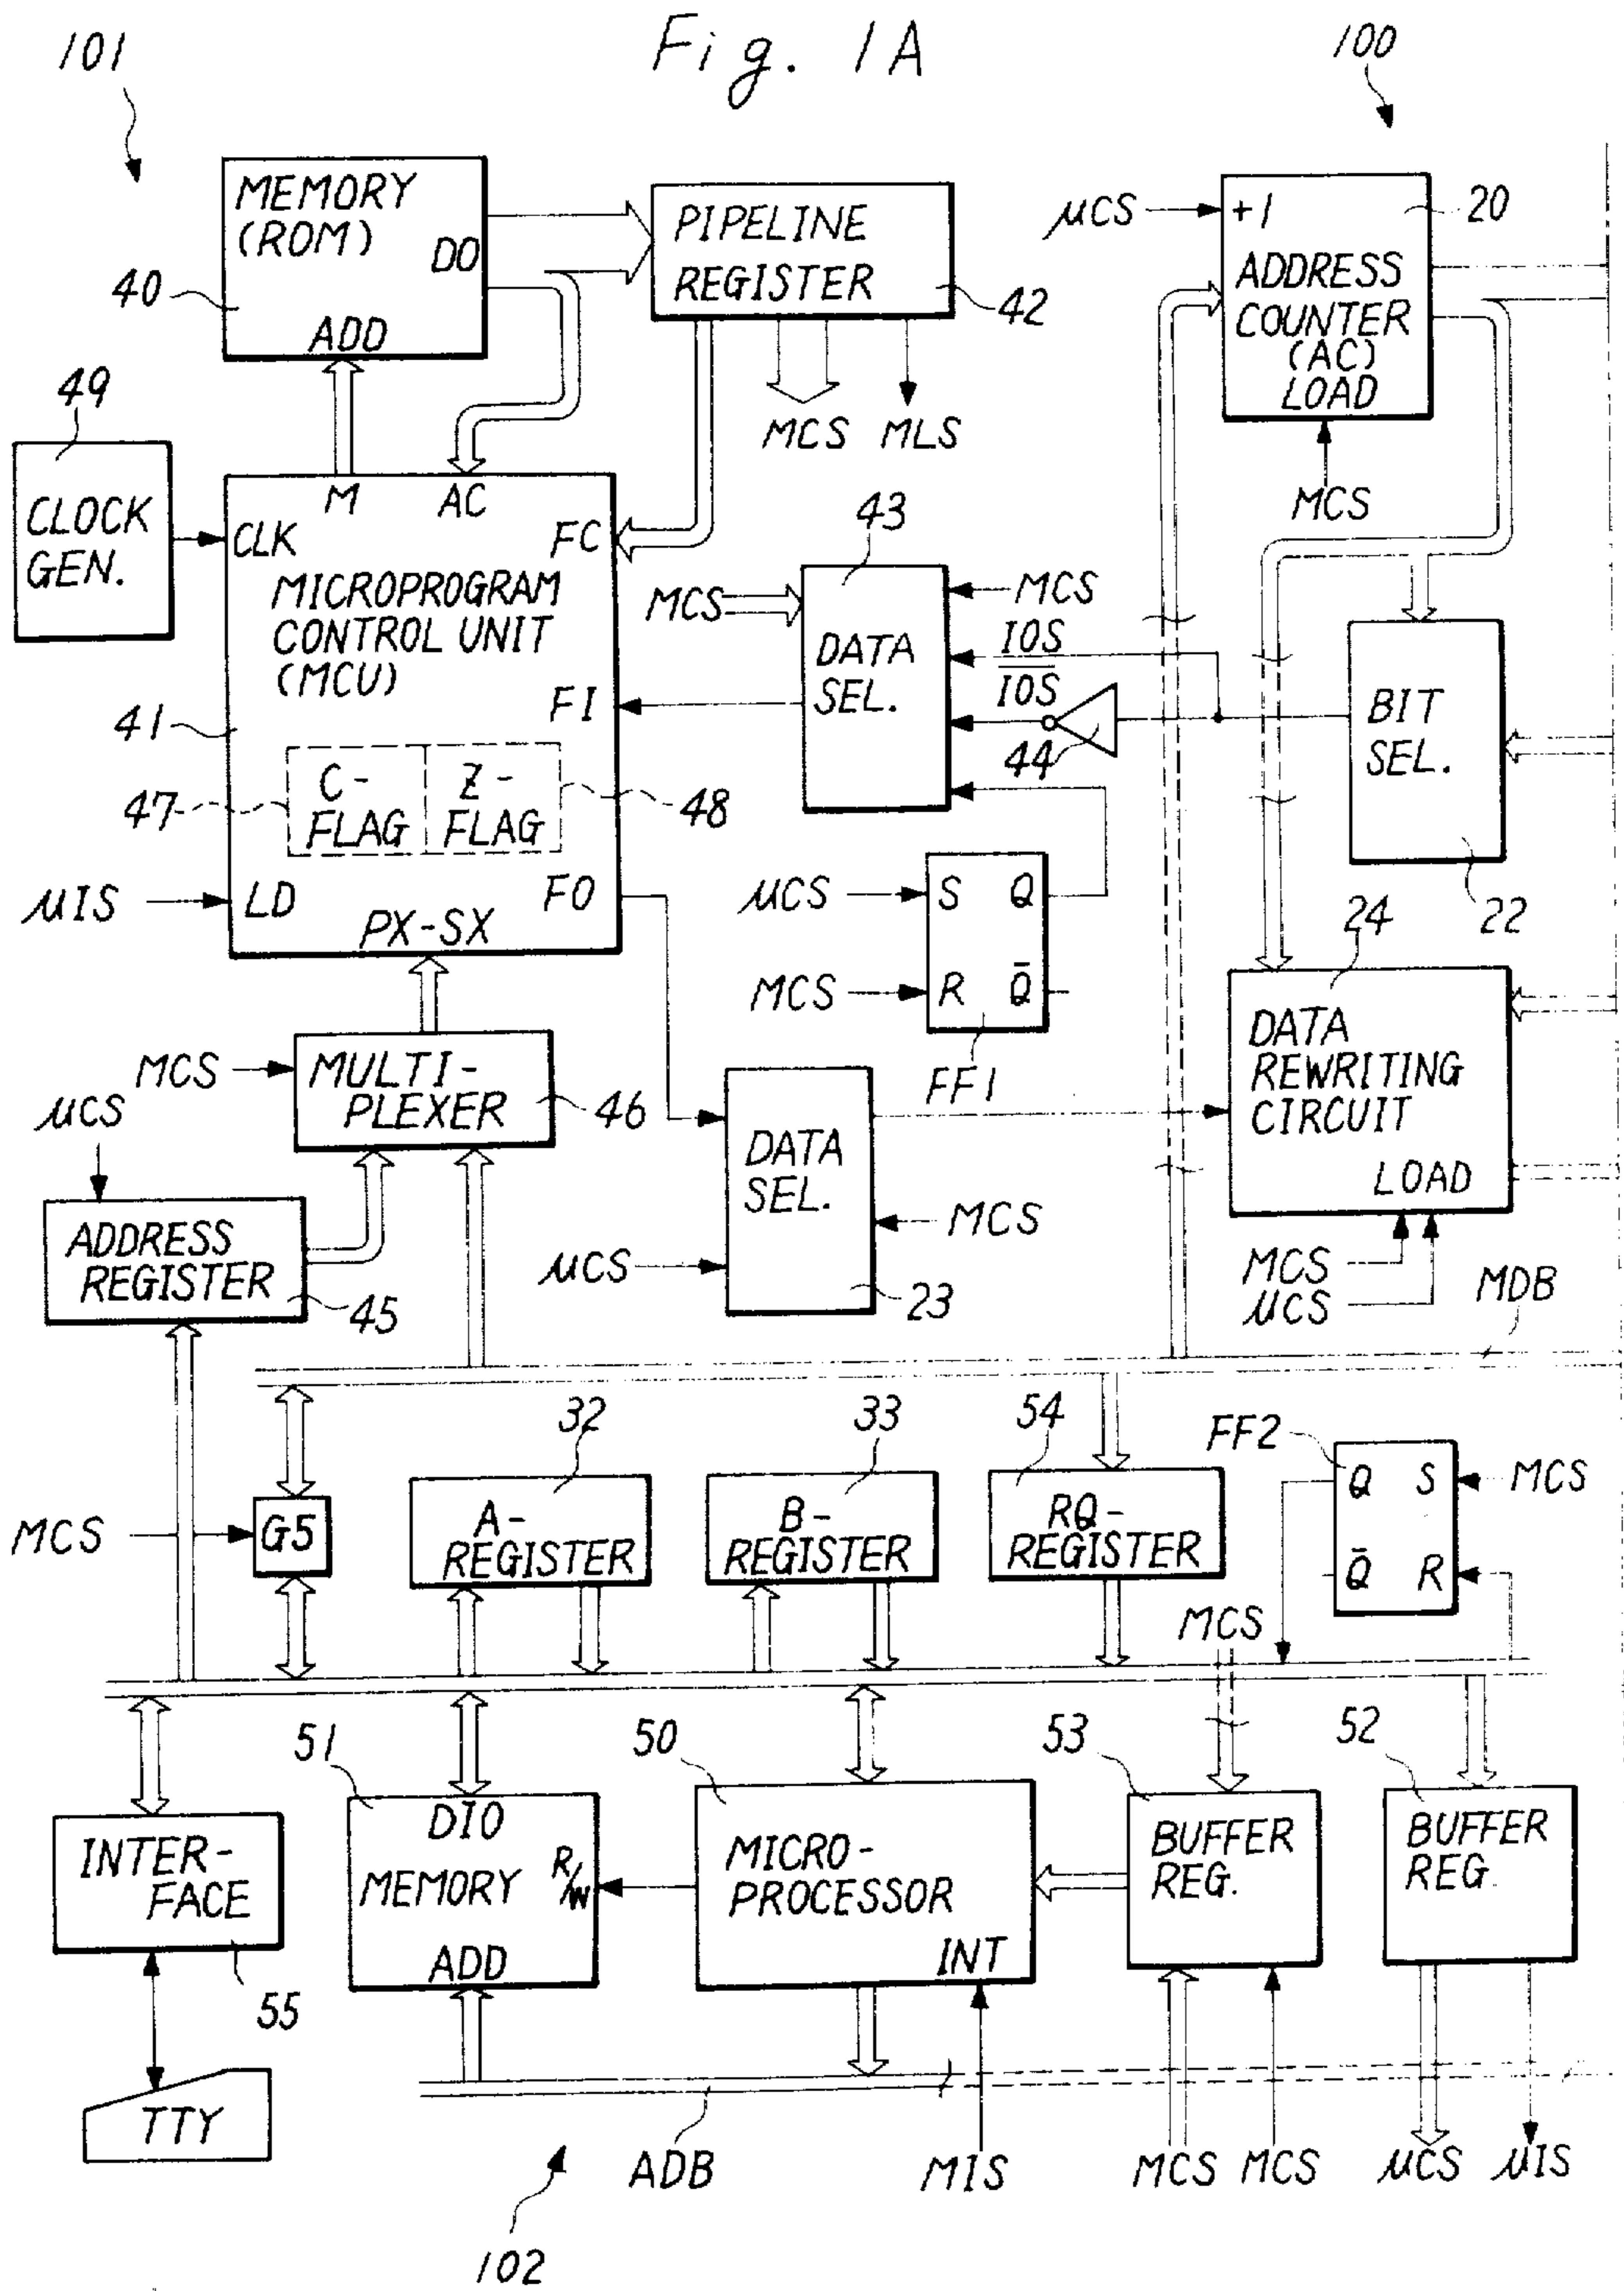 Fig. 1A
101
100
MEMORY
(ROM)
DO
ADD
40
PIPELINE
REGISTER
42
MCS
MLS
μCS
+1
20
ADDRESS
COUNTER
(AC)
LOAD
MCS
49
CLOCK
GEN.
M
AC
CLK
FC
MICROPROGRAM
CONTROL UNIT
(MCU)
FI
41
C-
FLAG
Z-
FLAG
47
48
μIS
LD
FO
PX-SX
43
MCS
DATA
SEL.
MCS
IOS
I̅O̅S̅
44
BIT
SEL.
22
μCS
S
Q
MCS
R
Q̅
FF1
24
DATA
REWRITING
CIRCUIT
LOAD
MCS
μCS
MCS
MULTI-
PLEXER
46
μCS
ADDRESS
REGISTER
45
DATA
SEL.
MCS
μCS
23
MDB
32
33
54
FF2
MCS
G5
A-
REGISTER
B-
REGISTER
RQ-
REGISTER
Q
S
MCS
Q̅
R
MCS
51
50
53
52
INTER-
FACE
55
DIO
MEMORY
R/W
ADD
MICRO-
PROCESSOR
INT
BUFFER
REG.
BUFFER
REG.
TTY
ADB
MIS
MCS
MCS
μCS
μIS
102